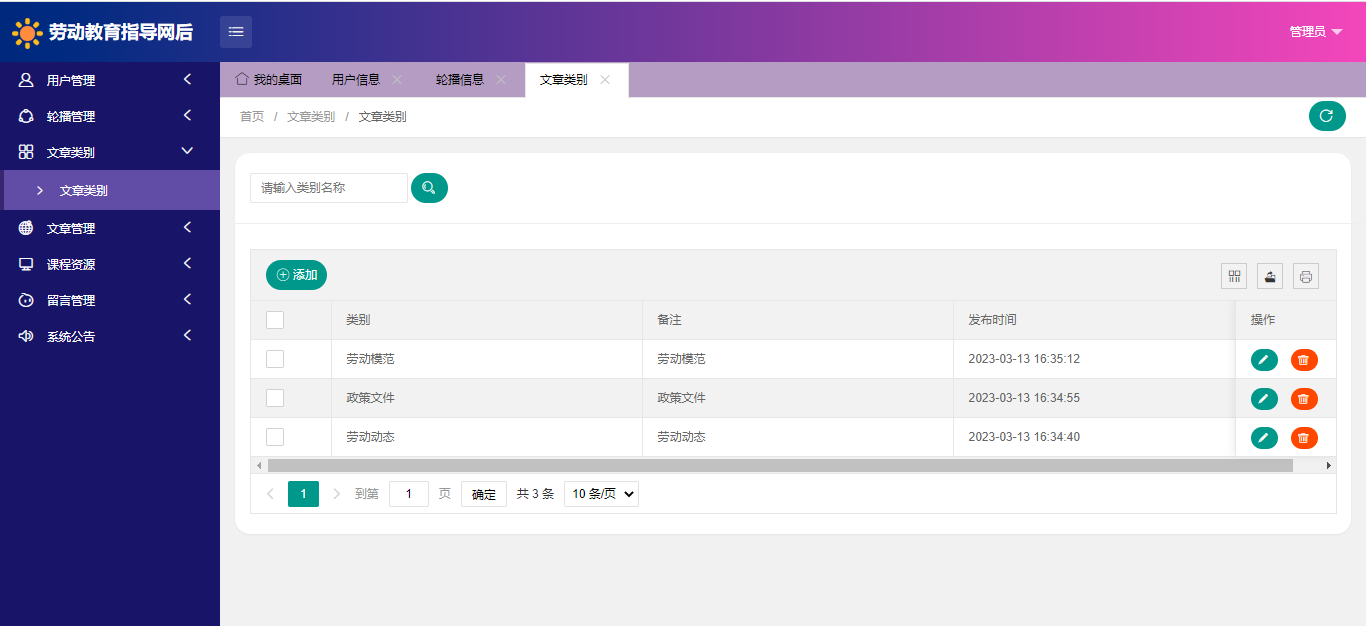 劳动教育指导网后
管理员
用户管理
轮播管理
文章类别
文章类别
文章管理
课程资源
留言管理
系统公告
我的桌面 用户信息 轮播信息 文章类别
首页 / 文章类别 / 文章类别
请输入类别名称
添加
类别 备注 发布时间 操作
劳动模范 劳动模范 2023-03-13 16:35:12
政策文件 政策文件 2023-03-13 16:34:55
劳动动态 劳动动态 2023-03-13 16:34:40
1 到第 1 页 确定 共 3 条 10 条/页